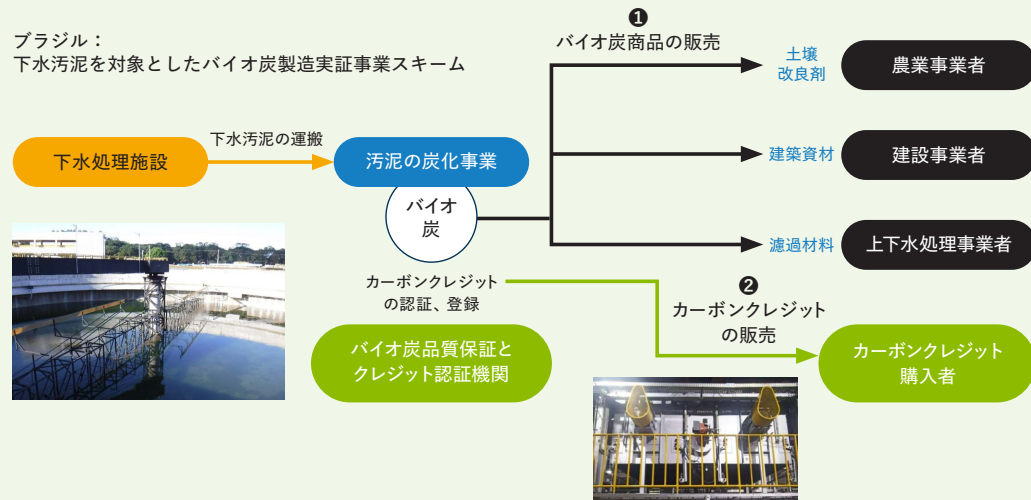 ブラジル：
下水汚泥を対象としたバイオ炭製造実証事業スキーム
❶
バイオ炭商品の販売
下水処理施設
下水汚泥の運搬
汚泥の炭化事業
バイオ
炭
土壌
改良剤
農業事業者
建築資材
建設事業者
濾過材料
上下水処理事業者
カーボンクレジット
の認証、登録
バイオ炭品質保証と
クレジット認証機関
❷
カーボンクレジット
の販売
カーボンクレジット
購入者